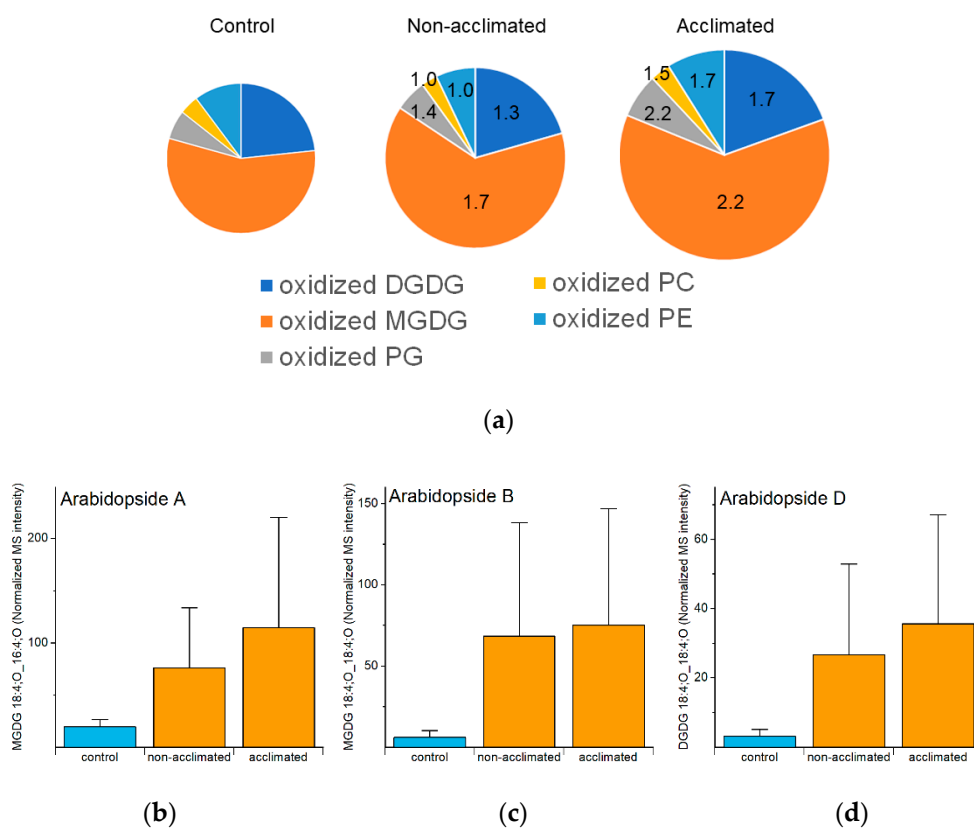 Control
Non-acclimated
Acclimated
1.0
1.0
1.3
1.4
1.7
1.5
1.7
1.7
2.2
2.2
oxidized DGDG
oxidized PC
oxidized MGDG
oxidized PE
oxidized PG
(a)
MGDG 18:4;O_16:4;O (Normalized MS intensity)
Arabidopside A
200
100
control
non-acclimated
acclimated
MGDG 18:4;O_18:4;O (Normalized MS intensity)
Arabidopside B
150
100
50
control
non-acclimated
acclimated
DGDG 18:4;O_18:4;O (Normalized MS intensity)
Arabidopside D
60
40
20
control
non-acclimated
acclimated
(b)
(c)
(d)